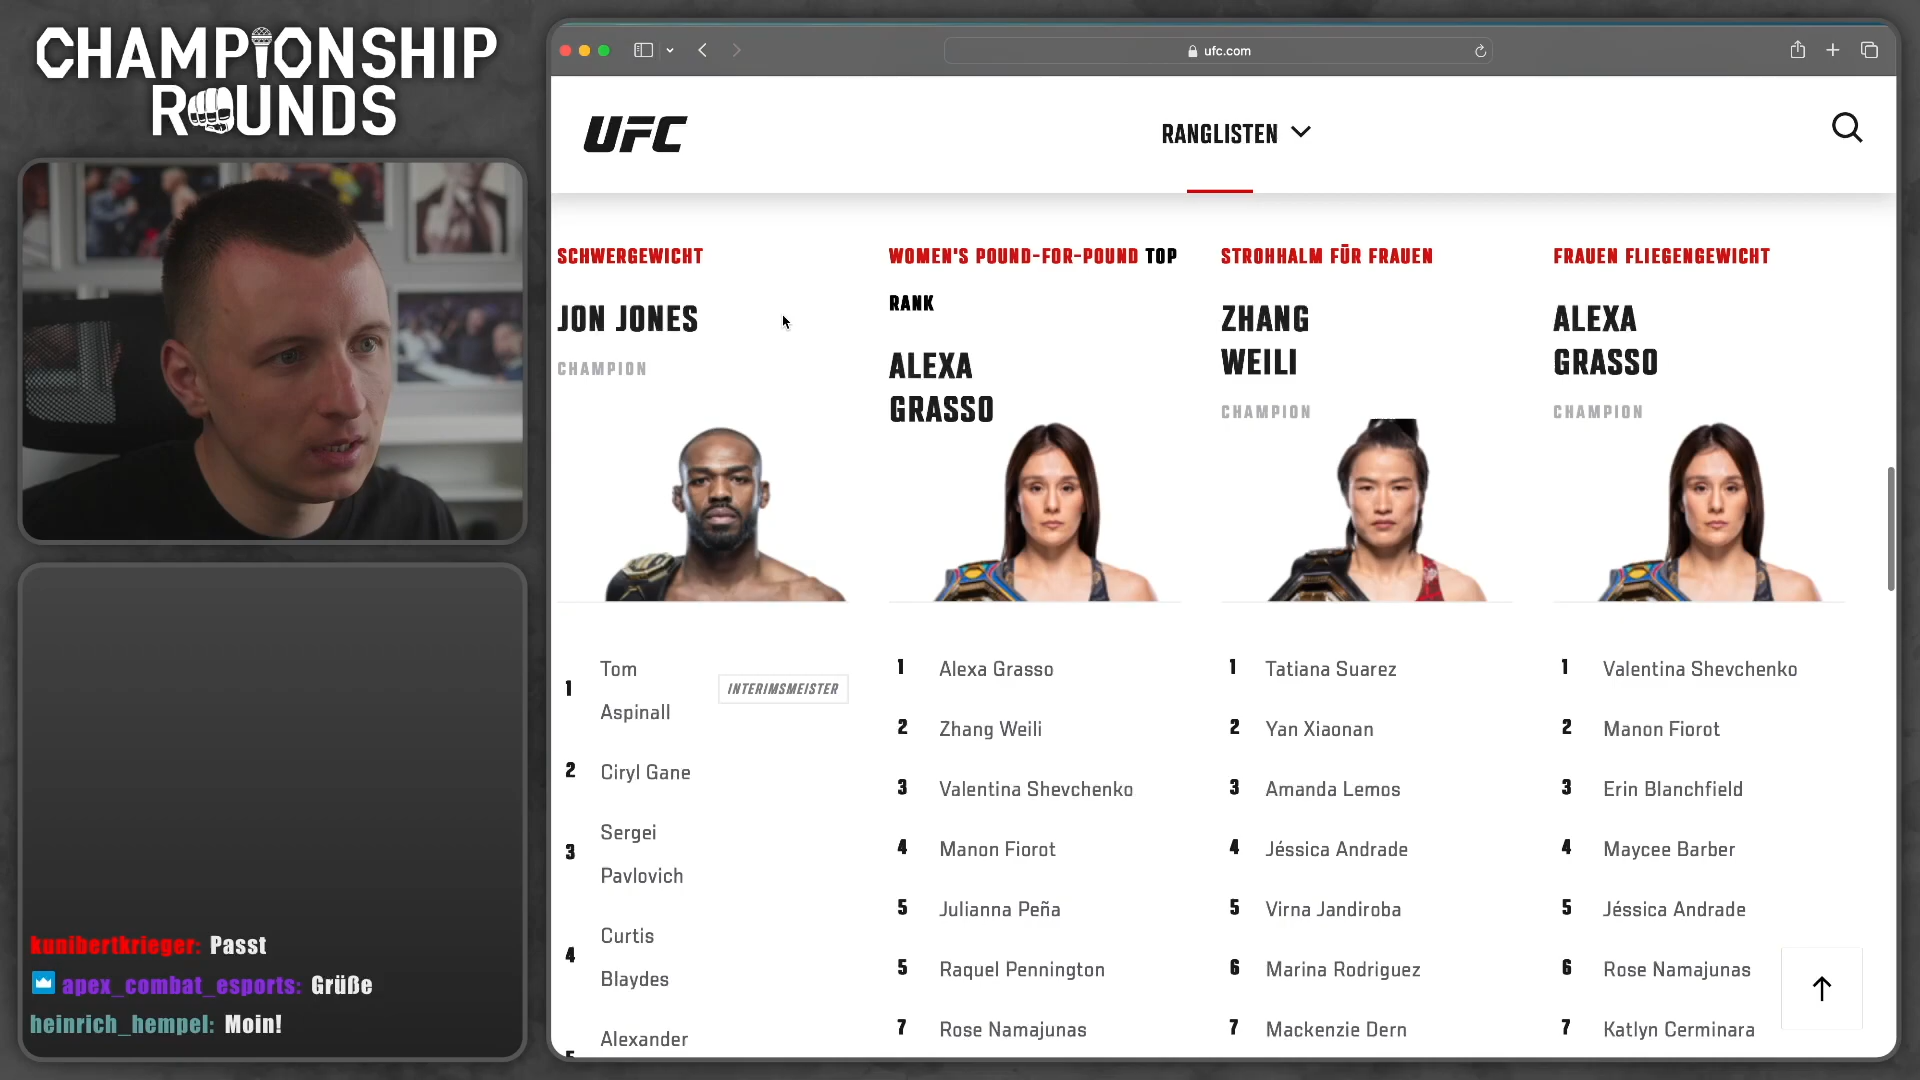 CHAMPIONSHIP
ROUNDS
kunibertkrieger: Passt
apex_combat_esports: Grüße
heinrich_hempel: Moin!
ufc.com
UFC
RANGLISTEN
SCHWERGEWICHT
JON JONES
CHAMPION
1 Tom
Aspinall
INTERIMSMEISTER
2 Ciryl Gane
3 Sergei
Pavlovich
4 Curtis
Blaydes
Alexander
WOMEN'S POUND-FOR-POUND TOP
RANK
ALEXA
GRASSO
1 Alexa Grasso
2 Zhang Weili
3 Valentina Shevchenko
4 Manon Fiorot
5 Julianna Peña
5 Raquel Pennington
7 Rose Namajunas
STROHHALM FÜR FRAUEN
ZHANG
WEILI
CHAMPION
1 Tatiana Suarez
2 Yan Xiaonan
3 Amanda Lemos
4 Jéssica Andrade
5 Virna Jandiroba
6 Marina Rodriguez
7 Mackenzie Dern
FRAUEN FLIEGENGEWICHT
ALEXA
GRASSO
CHAMPION
1 Valentina Shevchenko
2 Manon Fiorot
3 Erin Blanchfield
4 Maycee Barber
5 Jéssica Andrade
6 Rose Namajunas
7 Katlyn Cerminara